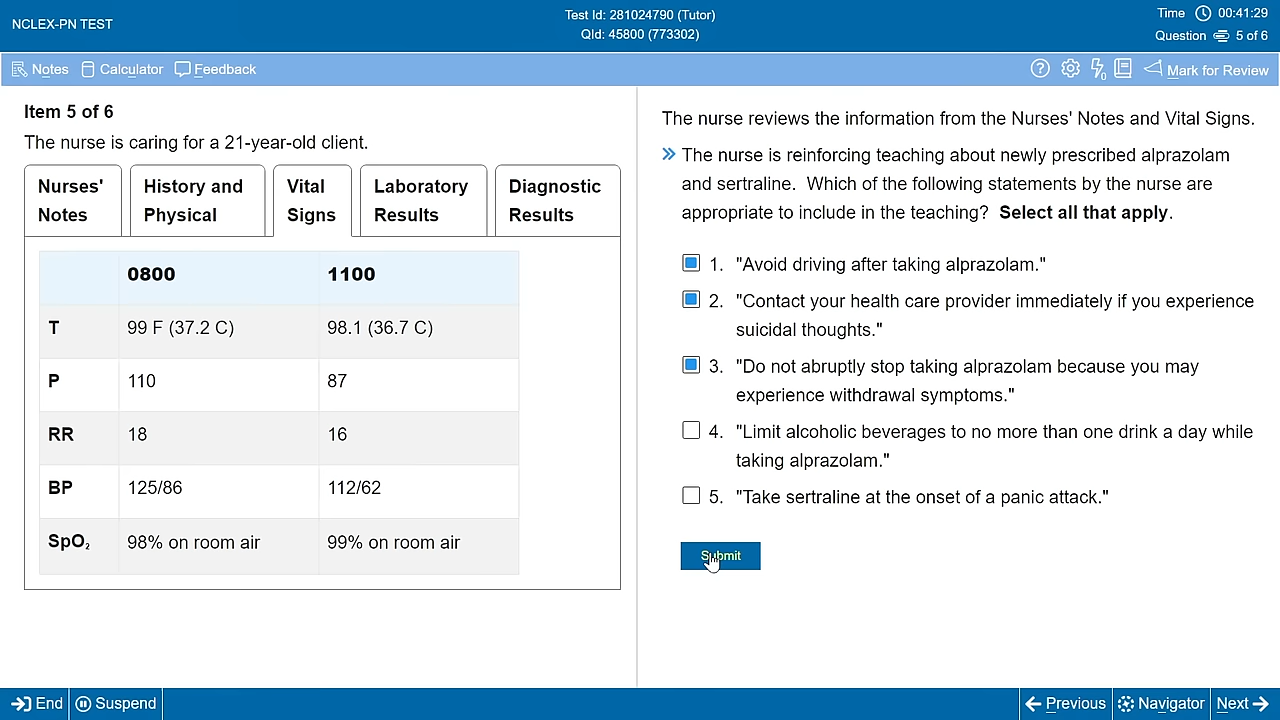 NCLEX-PN TEST
Test Id: 281024790 (Tutor)
QId: 45800 (773302)
Time 00:41:29
Question 5 of 6
Notes Calculator Feedback
Mark for Review
Item 5 of 6
The nurse is caring for a 21-year-old client.
Nurses' Notes
History and Physical
Vital Signs
Laboratory Results
Diagnostic Results
0800 1100
T 99 F (37.2 C) 98.1 (36.7 C)
P 110 87
RR 18 16
BP 125/86 112/62
SpO₂ 98% on room air 99% on room air
The nurse reviews the information from the Nurses' Notes and Vital Signs.
The nurse is reinforcing teaching about newly prescribed alprazolam
and sertraline. Which of the following statements by the nurse are
appropriate to include in the teaching? Select all that apply.
1. "Avoid driving after taking alprazolam."
2. "Contact your health care provider immediately if you experience
suicidal thoughts."
3. "Do not abruptly stop taking alprazolam because you may
experience withdrawal symptoms."
4. "Limit alcoholic beverages to no more than one drink a day while
taking alprazolam."
5. "Take sertraline at the onset of a panic attack."
Submit
End Suspend
Previous Navigator Next